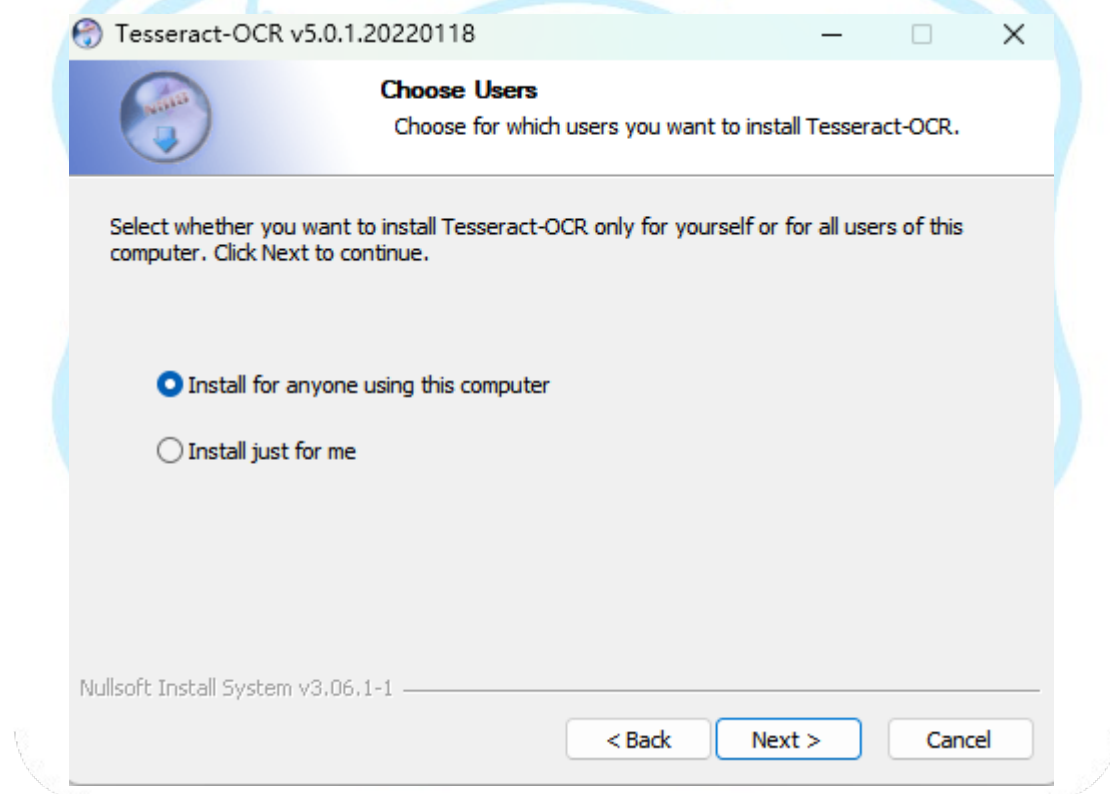 Tesseract-OCR v5.0.1.20220118
Choose Users
Choose for which users you want to install Tesseract-OCR.
Select whether you want to install Tesseract-OCR only for yourself or for all users of this
computer. Click Next to continue.
Install for anyone using this computer
Install just for me
Nullsoft Install System v3.06.1-1
< Back Next > Cancel